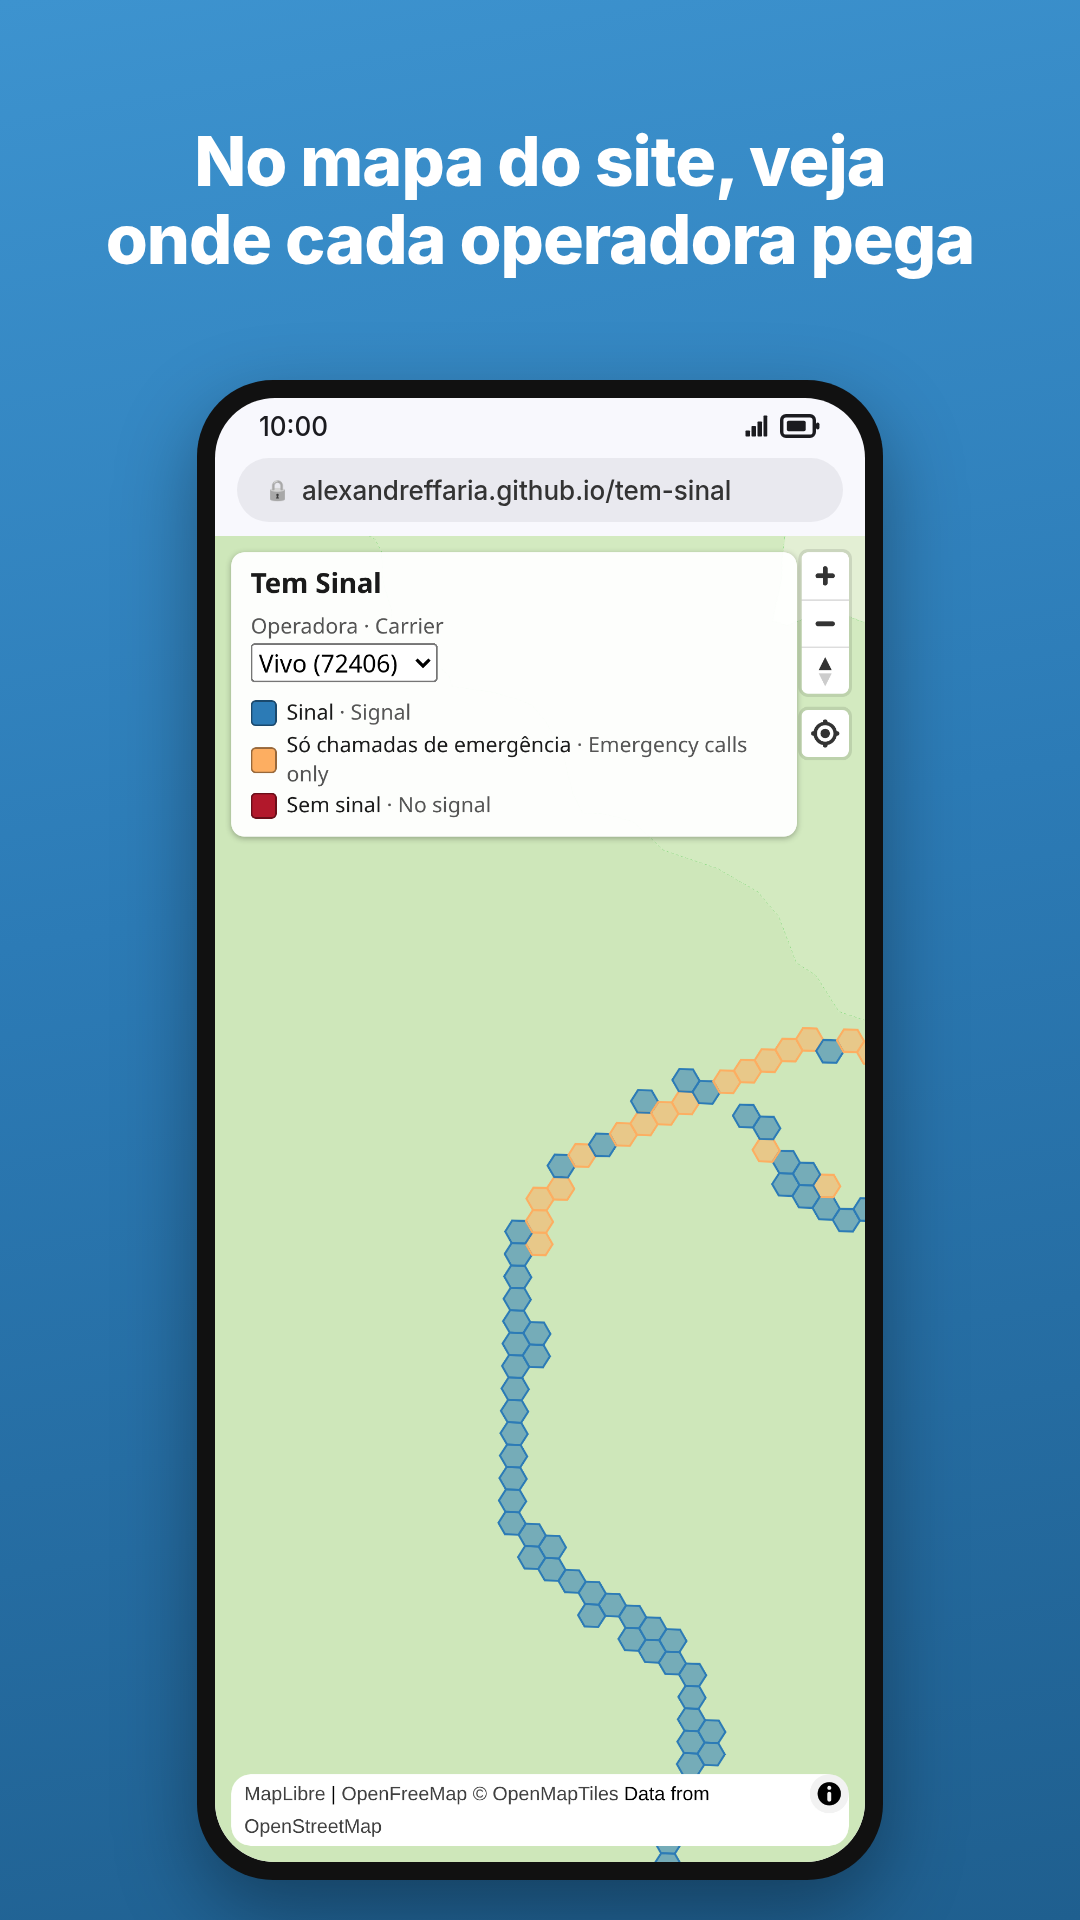 No mapa do site, veja
onde cada operadora pega
10:00
alexandreffaria.github.io/tem-sinal
Tem Sinal
Operadora · Carrier
Vivo (72406)
Sinal · Signal
Só chamadas de emergência · Emergency calls
only
Sem sinal · No signal
MapLibre | OpenFreeMap © OpenMapTiles Data from
OpenStreetMap